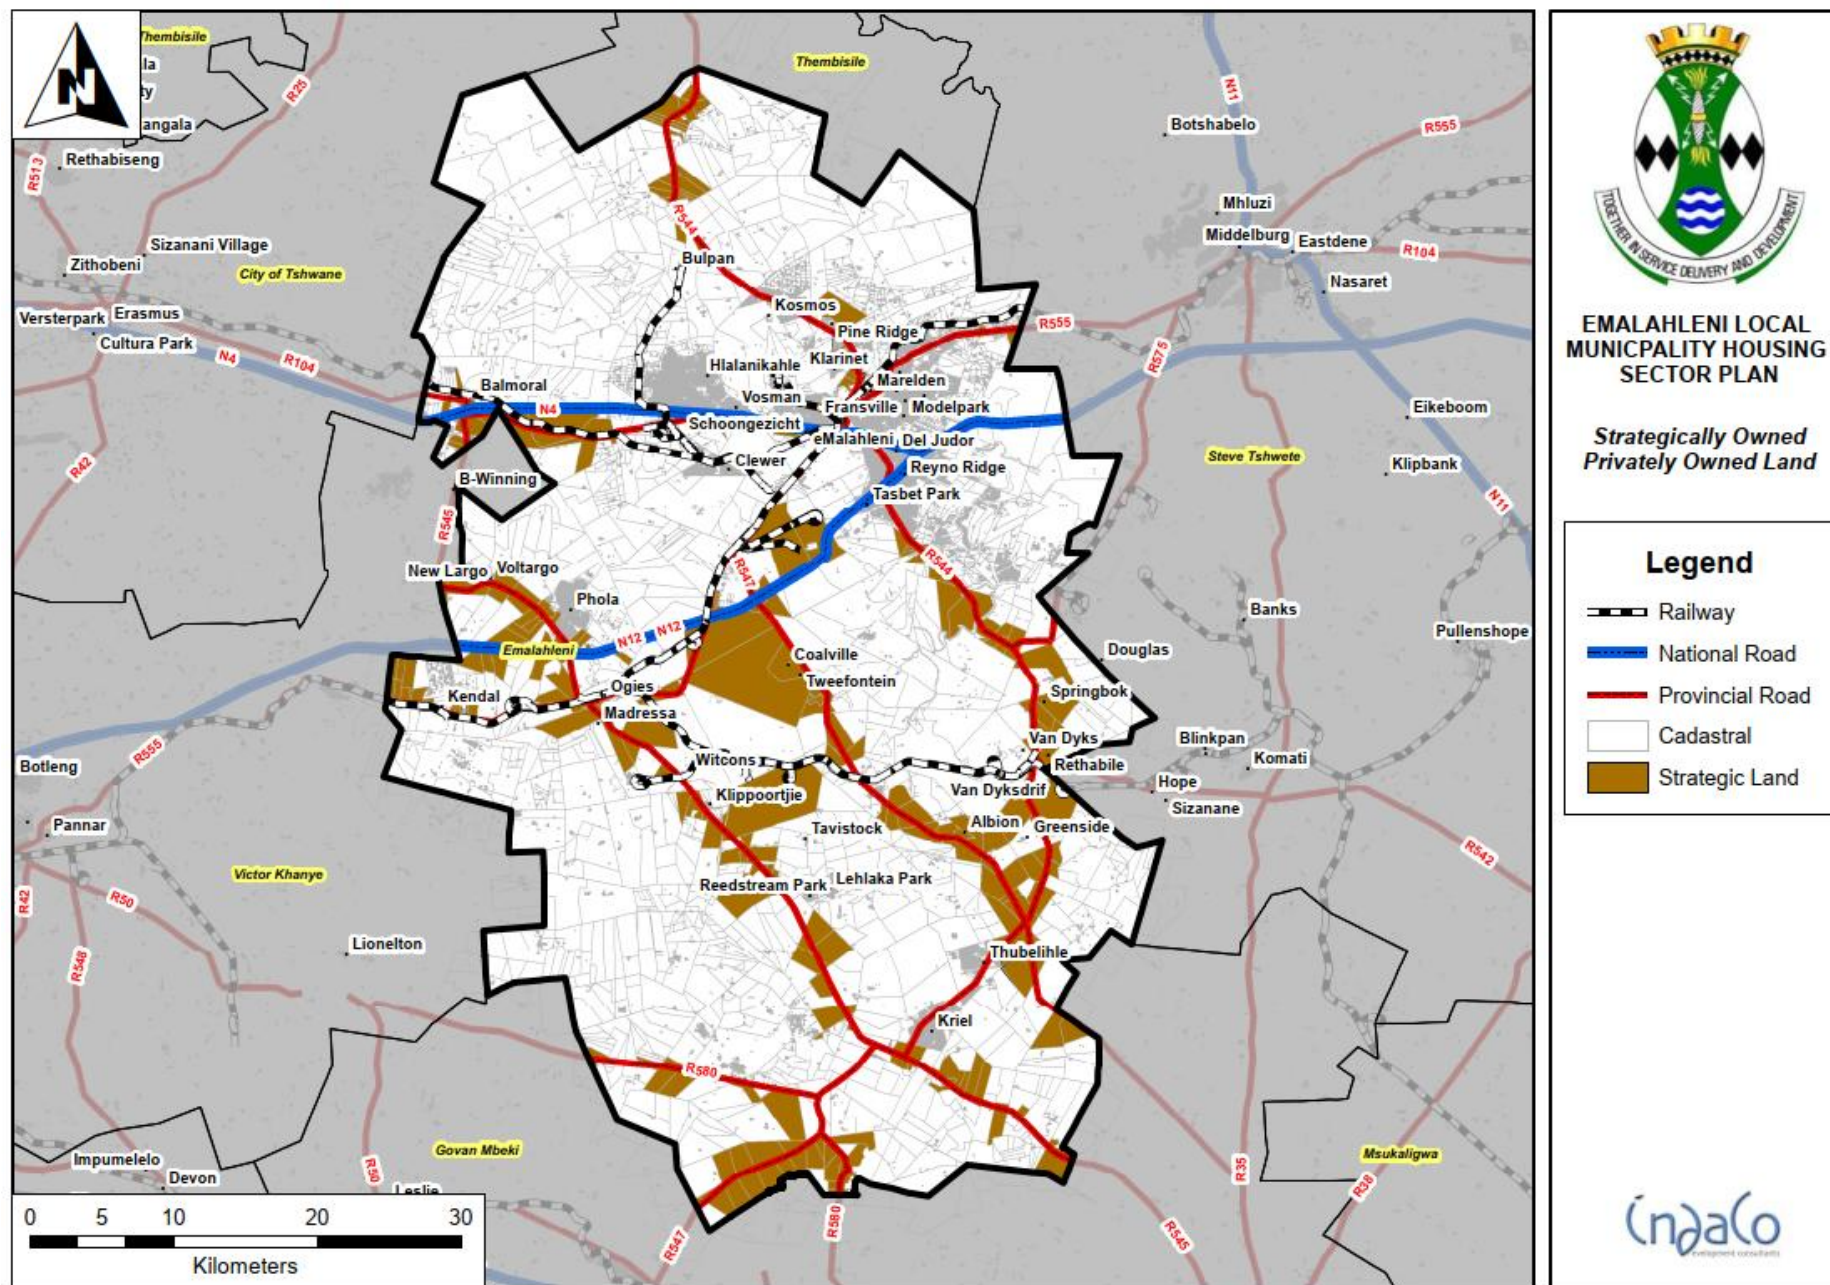 N
Thembisile
la
ty
angala
R25
Thembisile
N11
Botshabelo
R555
Rethabiseng
R513
Mhluzi
Middelburg
Eastdene
R104
Nasaret
Sizanani Village
Zithobeni
City of Tshwane
R544
Bulpan
Kosmos
Erasmus
Versterpark
Cultura Park
N4
R104
Pine Ridge
R555
R575
Klarinet
Hlalanikahle
Marelden
Balmoral
N4
Vosman
Fransville
Modelpark
Eikeboom
Schoongezicht
eMalahleni
Del Judor
Clewer
Reyno Ridge
Steve Tshwete
Klipbank
R42
B-Winning
Tasbet Park
N11
R545
New Largo
Voltargo
R547
R544
Phola
Banks
N12
N12
Pullenshope
Emalahleni
Coalville
Douglas
Kendal
Ogies
Tweefontein
Springbok
Madressa
R555
Van Dyks
Blinkpan
Botleng
Witcons
Rethabile
Komati
Klippoortjie
Van Dyksdrif
Hope
Sizanane
Pannar
Tavistock
Albion
Greenside
R542
Victor Khanye
R42
R50
Reedstream Park
Lehlaka Park
Lionelton
R548
Thubelihle
Kriel
R580
Govan Mbeki
Msukaligwa
Impumelelo
Devon
R50
Leslie
R35
R38
R547
R580
R545
0 5 10 20 30
Kilometers
TOGETHER IN SERVICE DELIVERY AND DEVELOPMENT
EMALAHLENI LOCAL
MUNICPALITY HOUSING
SECTOR PLAN
Strategically Owned
Privately Owned Land
Legend
Railway
National Road
Provincial Road
Cadastral
Strategic Land
indaCo
development consultants